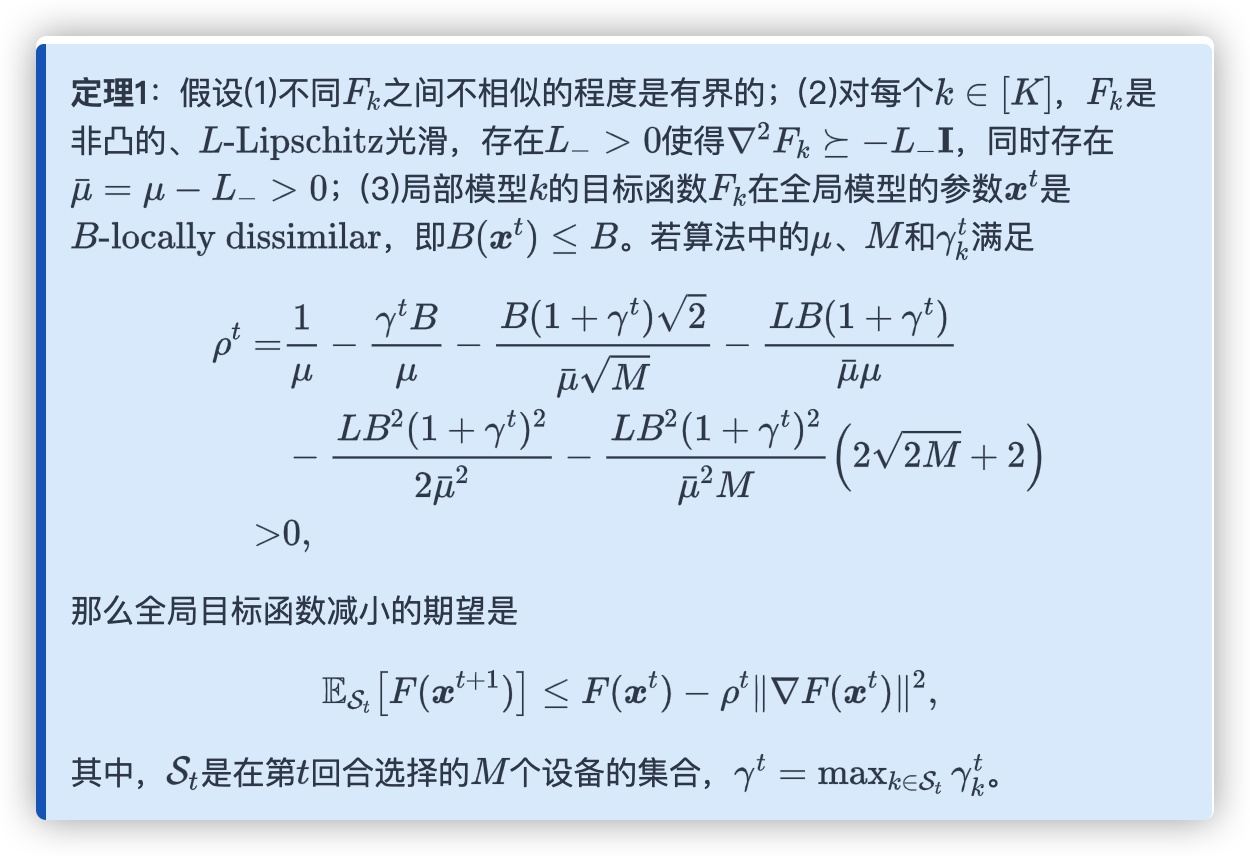 定理1：假设(1)不同$F_k$之间不相似的程度是有界的；(2)对每个$k \in [K]$，$F_k$是
非凸的、$L$-Lipschitz光滑，存在$L_- > 0$使得$\nabla^2 F_k \succeq -L_- \mathbf{I}$，同时存在
$\bar{\mu} = \mu - L_- > 0$；(3)局部模型$k$的目标函数$F_k$在全局模型的参数$\boldsymbol{x}^t$是
$B$-locally dissimilar，即$B(\boldsymbol{x}^t) \leq B$。若算法中的$\mu$、$M$和$\gamma_k^t$满足
$\rho^t = \frac{1}{\mu} - \frac{\gamma^t B}{\mu} - \frac{B(1+\gamma^t)\sqrt{2}}{\bar{\mu}\sqrt{M}} - \frac{LB(1+\gamma^t)}{\bar{\mu}\mu}$
$- \frac{LB^2(1+\gamma^t)^2}{2\bar{\mu}^2} - \frac{LB^2(1+\gamma^t)^2}{\bar{\mu}^2 M}\left(2\sqrt{2M}+2\right)$
$>0,$
那么全局目标函数减小的期望是
$\mathbb{E}_{\mathcal{S}_t}\left[F(\boldsymbol{x}^{t+1})\right] \leq F(\boldsymbol{x}^t) - \rho^t \|\nabla F(\boldsymbol{x}^t)\|^2,$
其中，$\mathcal{S}_t$是在第$t$回合选择的$M$个设备的集合，$\gamma^t = \max_{k \in \mathcal{S}_t} \gamma_k^t$。